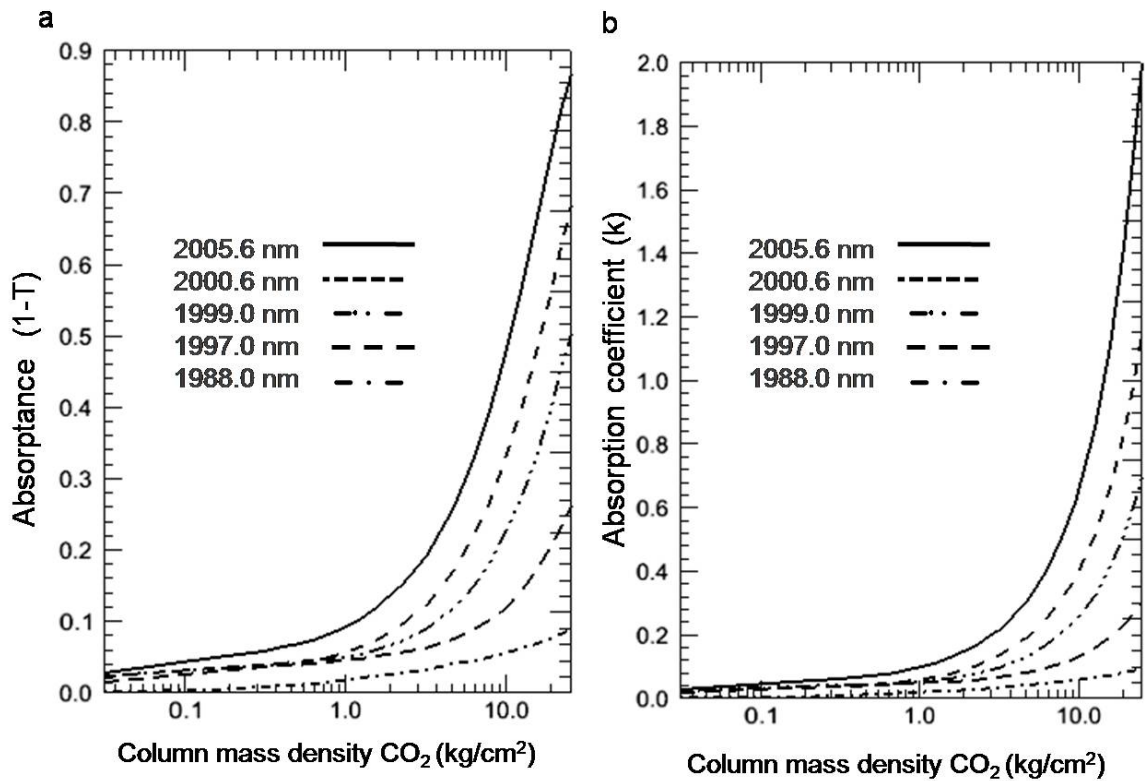 a
Absorptance (1-T)
0.9
0.8
0.7
0.6
0.5
0.4
0.3
0.2
0.1
0.0
2005.6 nm
2000.6 nm
1999.0 nm
1997.0 nm
1988.0 nm
0.1 1.0 10.0
Column mass density CO₂ (kg/cm²)
b
Absorption coefficient (k)
2.0
1.8
1.6
1.4
1.2
1.0
0.8
0.6
0.4
0.2
0.0
2005.6 nm
2000.6 nm
1999.0 nm
1997.0 nm
1988.0 nm
0.1 1.0 10.0
Column mass density CO₂ (kg/cm²)